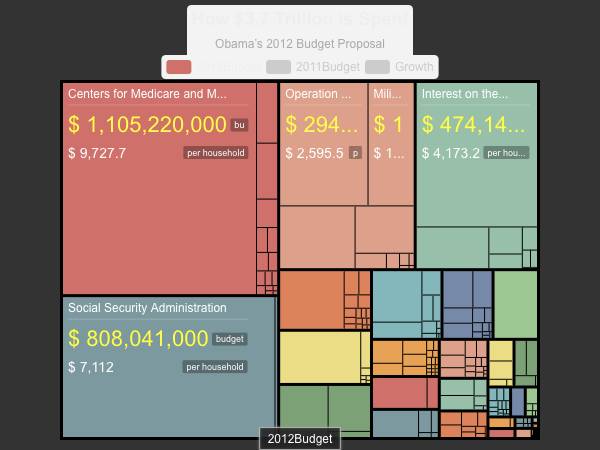 How $3.7 Trillion is Spent
Obama's 2012 Budget Proposal
2011Budget Growth
Centers for Medicare and M...
$ 1,105,220,000 bu
$ 9,727.7 per household
Operation ...
$ 294...
$ 2,595.5 p
Mili...
$ 1
$ 1...
Interest on the...
$ 474,14...
$ 4,173.2 per hou...
Social Security Administration
$ 808,041,000 budget
$ 7,112 per household
2012Budget